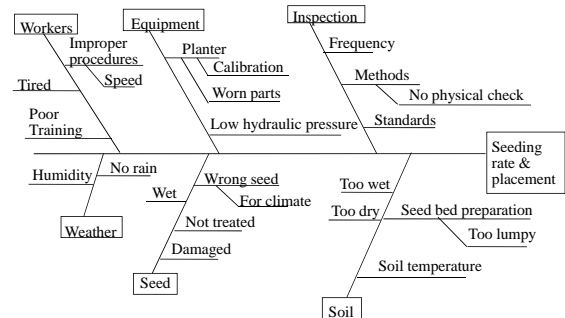 Workers
Improper
procedures
Speed
Tired
Poor
Training
Equipment
Planter
Calibration
Worn parts
Low hydraulic pressure
Inspection
Frequency
Methods
No physical check
Standards
Seeding
rate &
placement
Humidity
No rain
Weather
Wrong seed
For climate
Wet
Not treated
Damaged
Seed
Too wet
Too dry
Seed bed preparation
Too lumpy
Soil temperature
Soil